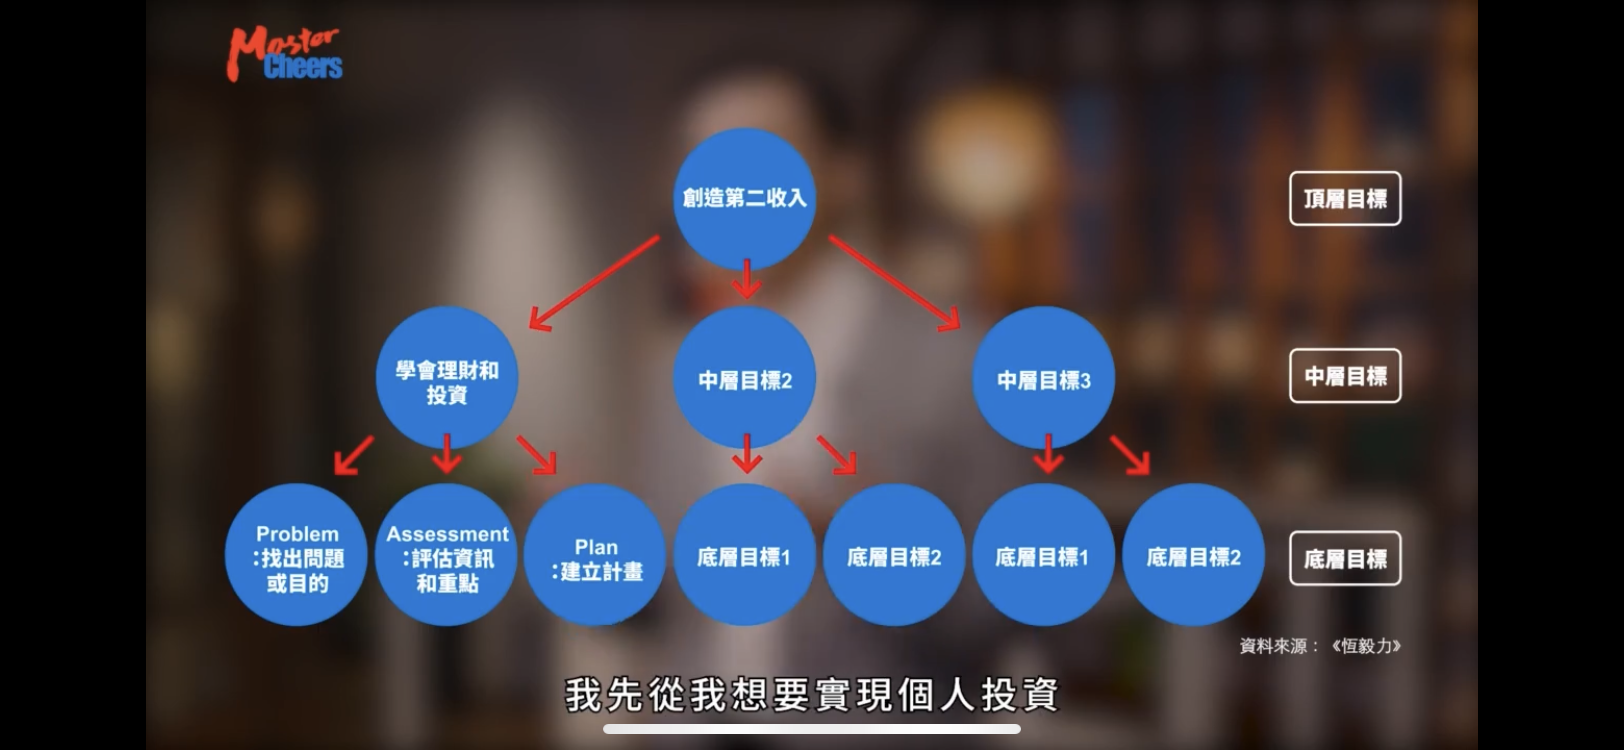 Master
Cheers
創造第二收入
頂層目標
學會理財和
投資
中層目標2
中層目標3
中層目標
Problem
：找出問題
或目的
Assessment
：評估資訊
和重點
Plan
：建立計畫
底層目標1
底層目標2
底層目標1
底層目標2
底層目標
資料來源：《恆毅力》
我先從我想要實現個人投資